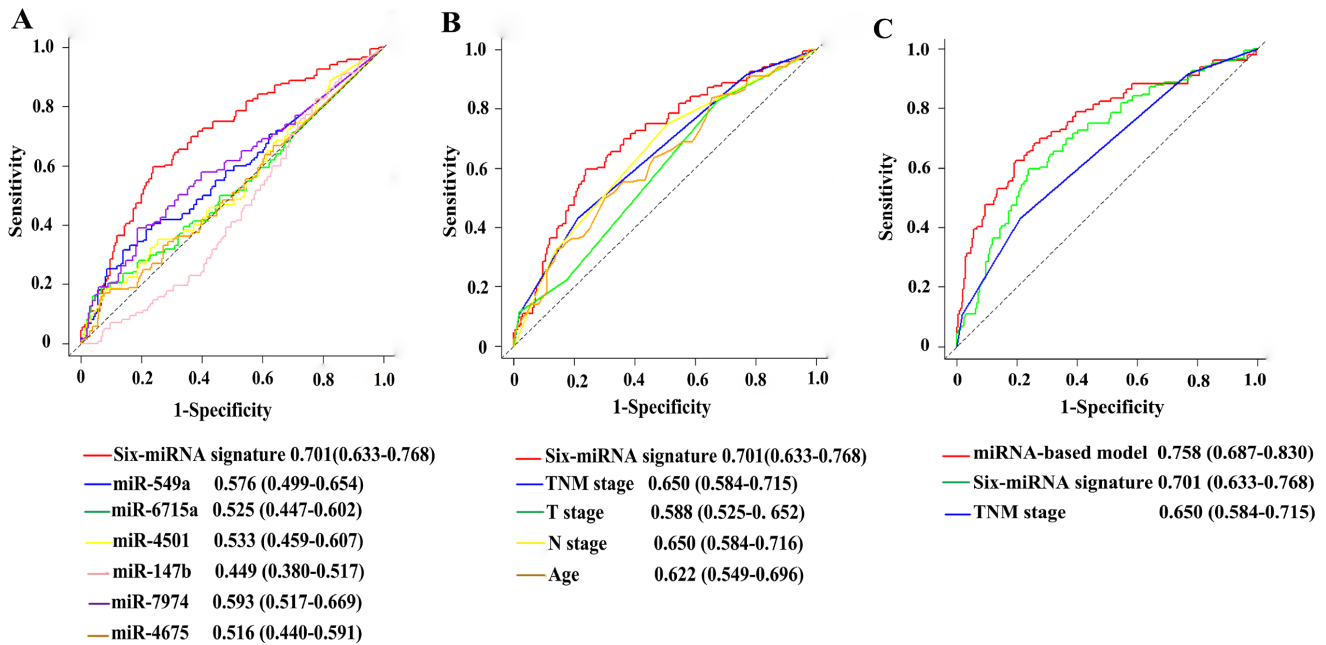 A
Sensitivity
1.0
0.8
0.6
0.4
0.2
0
0 0.2 0.4 0.6 0.8 1.0
1-Specificity
Six-miRNA signature 0.701(0.633-0.768)
miR-549a 0.576 (0.499-0.654)
miR-6715a 0.525 (0.447-0.602)
miR-4501 0.533 (0.459-0.607)
miR-147b 0.449 (0.380-0.517)
miR-7974 0.593 (0.517-0.669)
miR-4675 0.516 (0.440-0.591)
B
Sensitivity
1.0
0.8
0.6
0.4
0.2
0
0 0.2 0.4 0.6 0.8 1.0
1-Specificity
Six-miRNA signature 0.701(0.633-0.768)
TNM stage 0.650 (0.584-0.715)
T stage 0.588 (0.525-0. 652)
N stage 0.650 (0.584-0.716)
Age 0.622 (0.549-0.696)
C
Sensitivity
1.0
0.8
0.6
0.4
0.2
0
0 0.2 0.4 0.6 0.8 1.0
1-Specificity
miRNA-based model 0.758 (0.687-0.830)
Six-miRNA signature 0.701 (0.633-0.768)
TNM stage 0.650 (0.584-0.715)